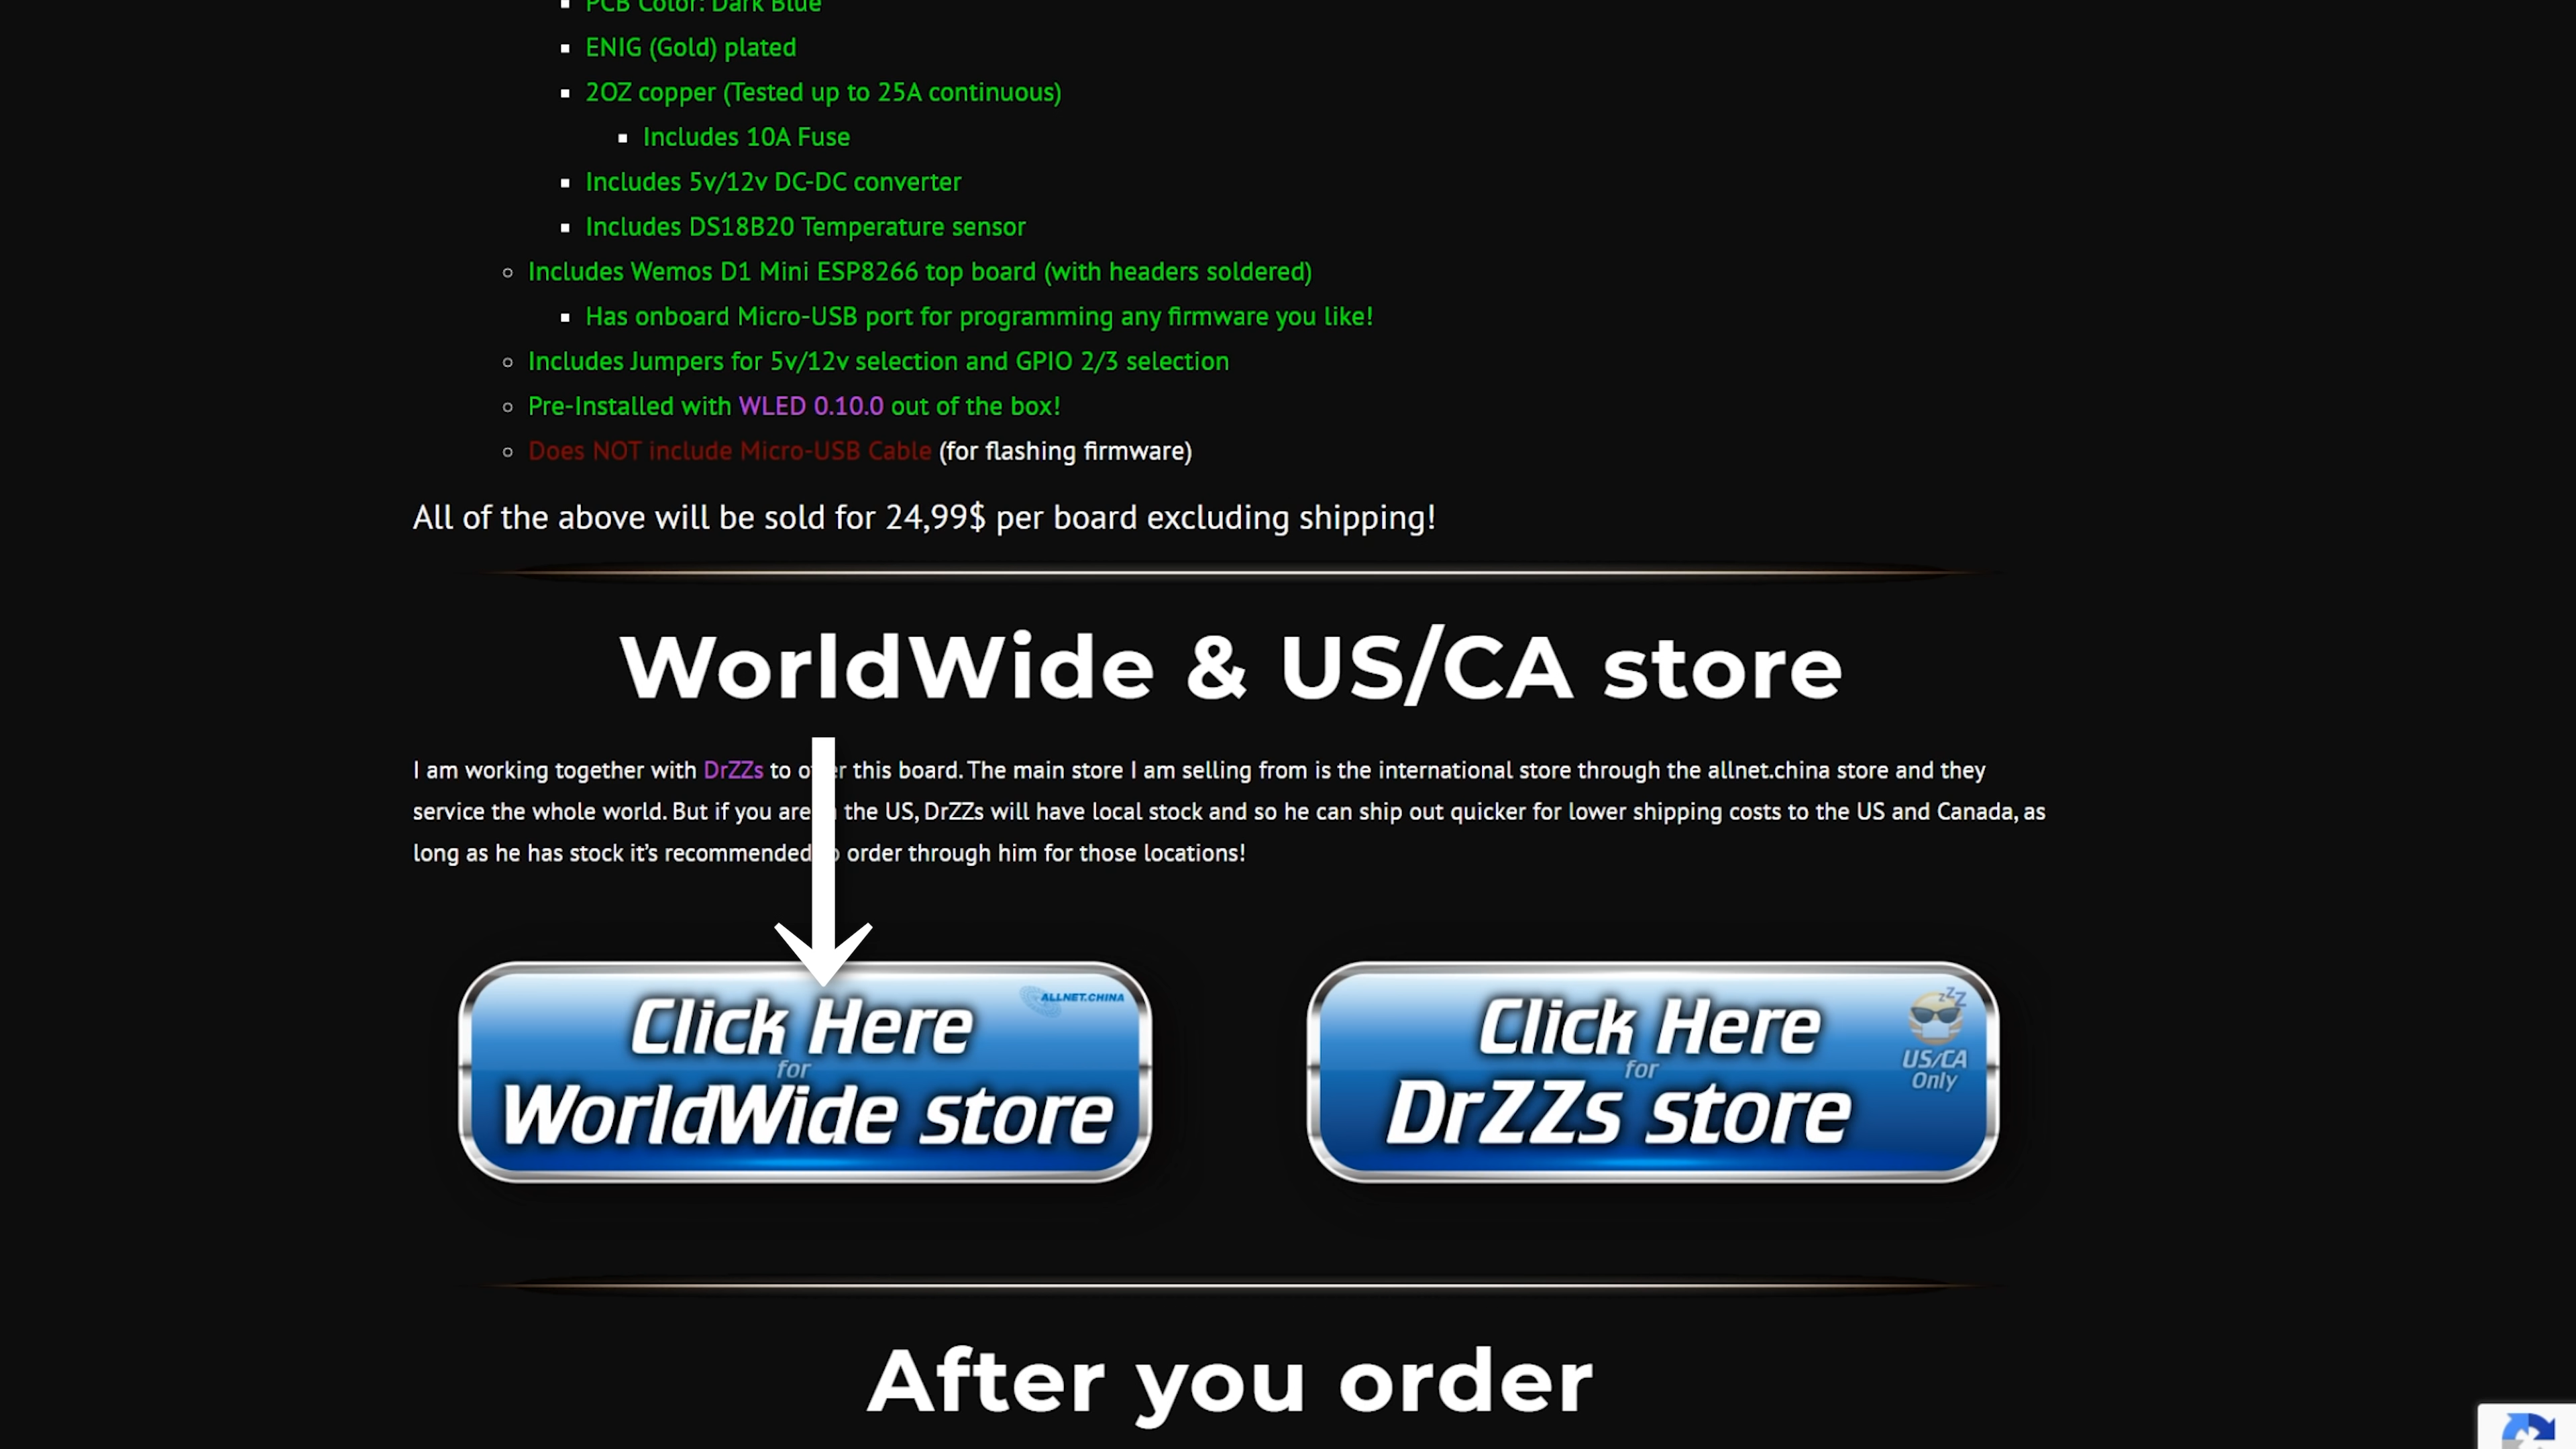 PCB Color: Dark Blue
ENIG (Gold) plated
2OZ copper (Tested up to 25A continuous)
Includes 10A Fuse
Includes 5v/12v DC-DC converter
Includes DS18B20 Temperature sensor
Includes Wemos D1 Mini ESP8266 top board (with headers soldered)
Has onboard Micro-USB port for programming any firmware you like!
Includes Jumpers for 5v/12v selection and GPIO 2/3 selection
Pre-Installed with WLED 0.10.0 out of the box!
Does NOT include Micro-USB Cable (for flashing firmware)
All of the above will be sold for 24,99$ per board excluding shipping!
WorldWide & US/CA store
I am working together with DrZZs to this board. The main store I am selling from is the international store through the allnet.china store and they
service the whole world. But if you are the US, DrZZs will have local stock and so he can ship out quicker for lower shipping costs to the US and Canada, as
long as he has stock it's recommended order through him for those locations!
ALLNET.CHINA
Click Here
for
WorldWide store
Click Here
for
DrZZs store
zzZ
US/CA
Only
After you order